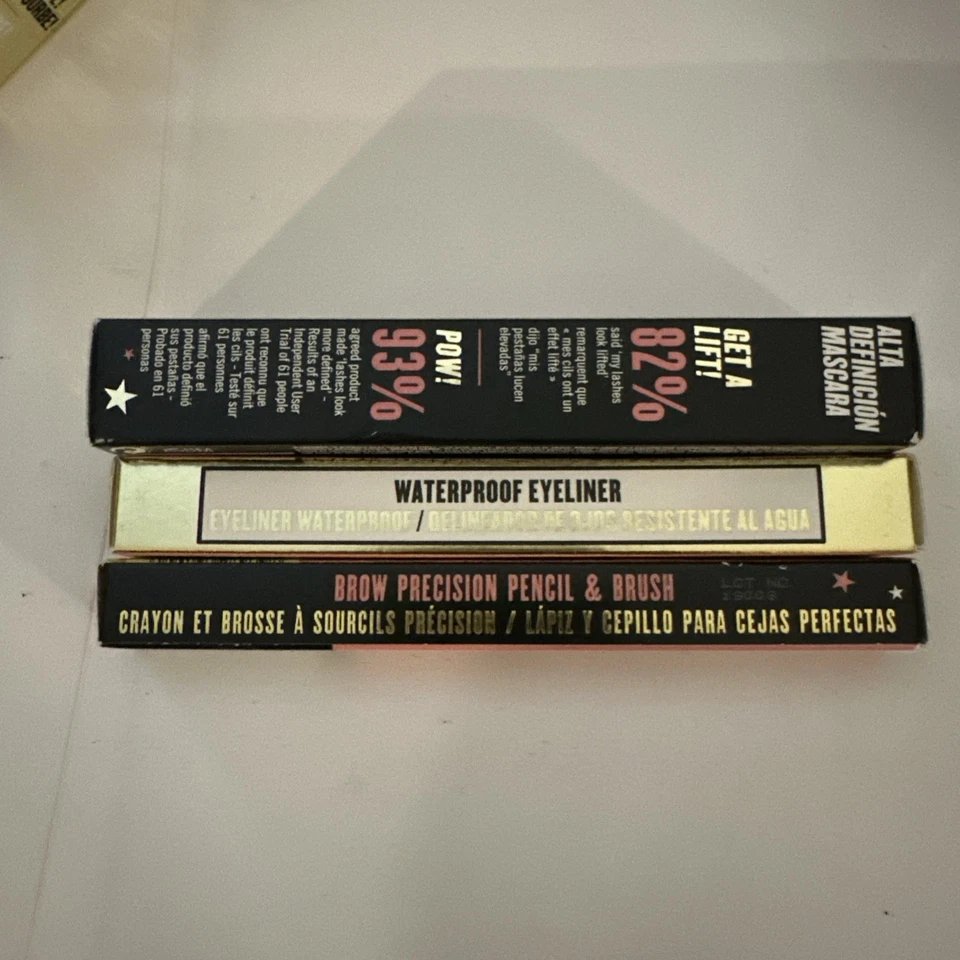 ALTA
DEFINICIÓN
MASCARA
GET A
LIFT!
82%
said 'my lashes
look lifted'
remarquent que
« mes cils ont un
effet lifté »
dijo "mis
pestañas lucen
elevadas"
POW!
93%
agreed product
made 'lashes look
more defined' -
Results of an
Independent User
Trial of 61 people
ont reconnu que
le produit définit
les cils - Testé sur
61 personnes
afirmó que el
producto definió
sus pestañas -
Probado en 61
personas
WATERPROOF EYELINER
EYELINER WATERPROOF / DELINEADOR DE OJOS RESISTENTE AL AGUA
BROW PRECISION PENCIL & BRUSH
LOT NO.
CRAYON ET BROSSE À SOURCILS PRÉCISION / LÁPIZ Y CEPILLO PARA CEJAS PERFECTAS